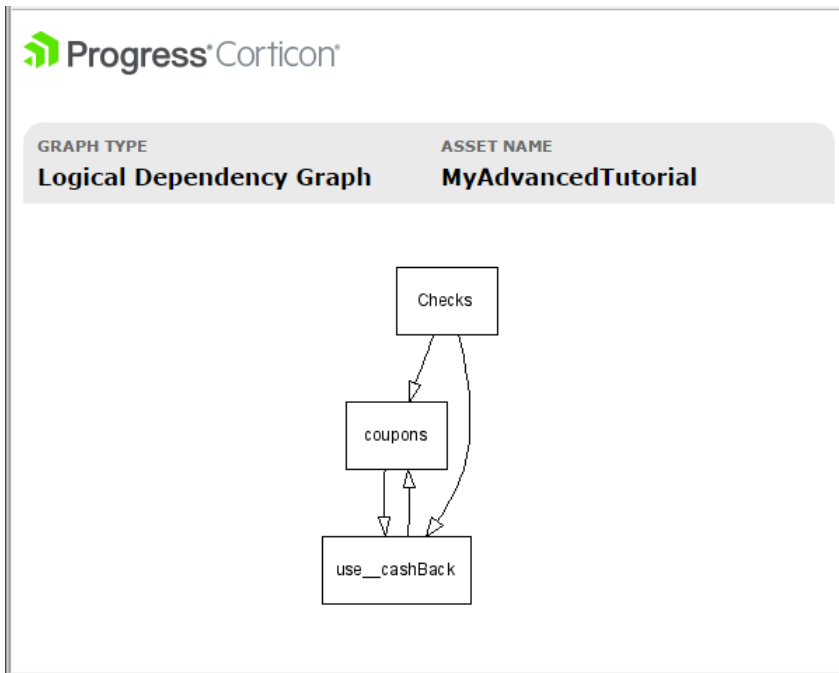 Progress® Corticon®
GRAPH TYPE
ASSET NAME
Logical Dependency Graph
MyAdvancedTutorial
Checks
coupons
use__cashBack